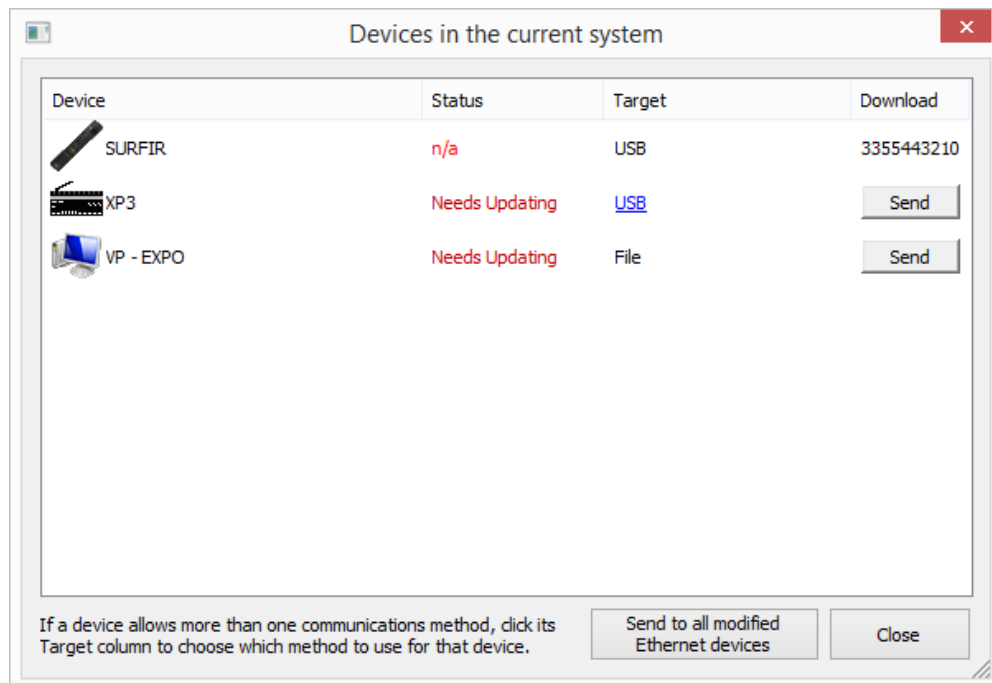 Devices in the current system
Device Status Target Download
SURFIR n/a USB 3355443210
XP3 Needs Updating USB Send
VP - EXPO Needs Updating File Send
If a device allows more than one communications method, click its
Target column to choose which method to use for that device.
Send to all modified
Ethernet devices
Close